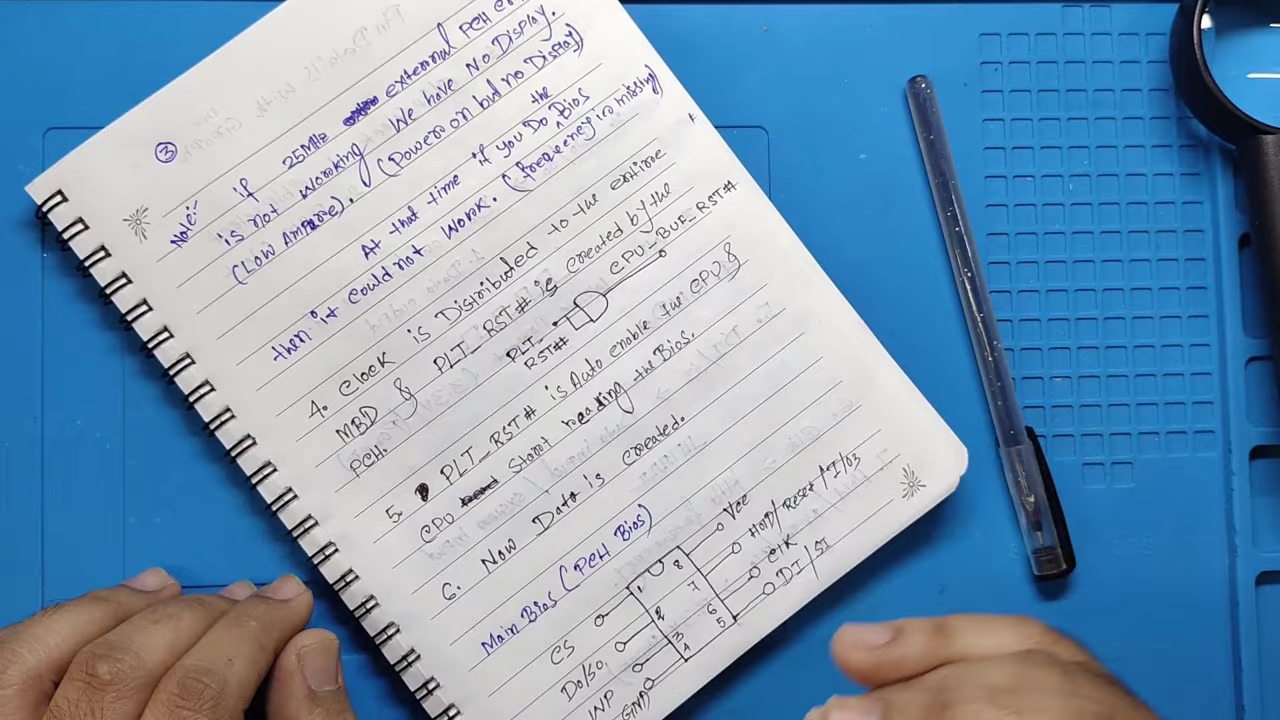 ③
Note:- if 25MHz external PCH
is not working We have No Display.
(Low Ampere). (Power on but no Display)
At that time if you Do the Bios
then it could not work. (frequency is missing)
4. Clock is Distributed to the entire
MBD & PLT_RST# is created by the
PCH.
PLT_
RST#
CPU_BUF_RST#
5. PLT_RST# is Auto enable the CPU &
CPU Start reading the Bios.
6. Now Data is created.
Main Bios (PCH Bios)
CS 1 8 Vcc
DO/SO 2 7 Hold/Reset/I/O3
WP 3 6 CLK
GND 4 5 DI/SI